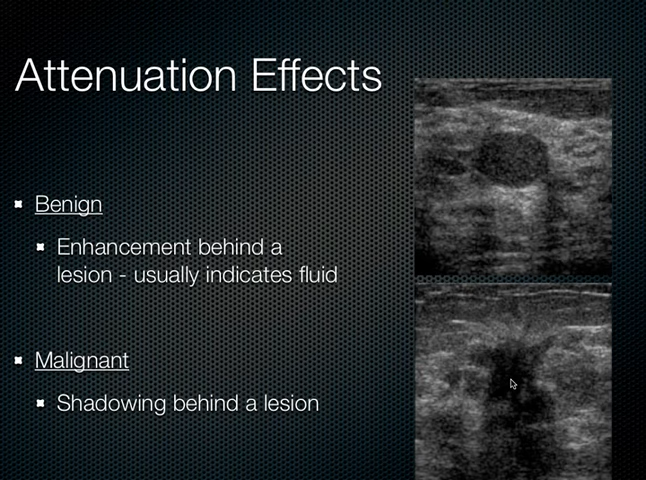 Attenuation Effects
Benign
Enhancement behind a
lesion - usually indicates fluid
Malignant
Shadowing behind a lesion